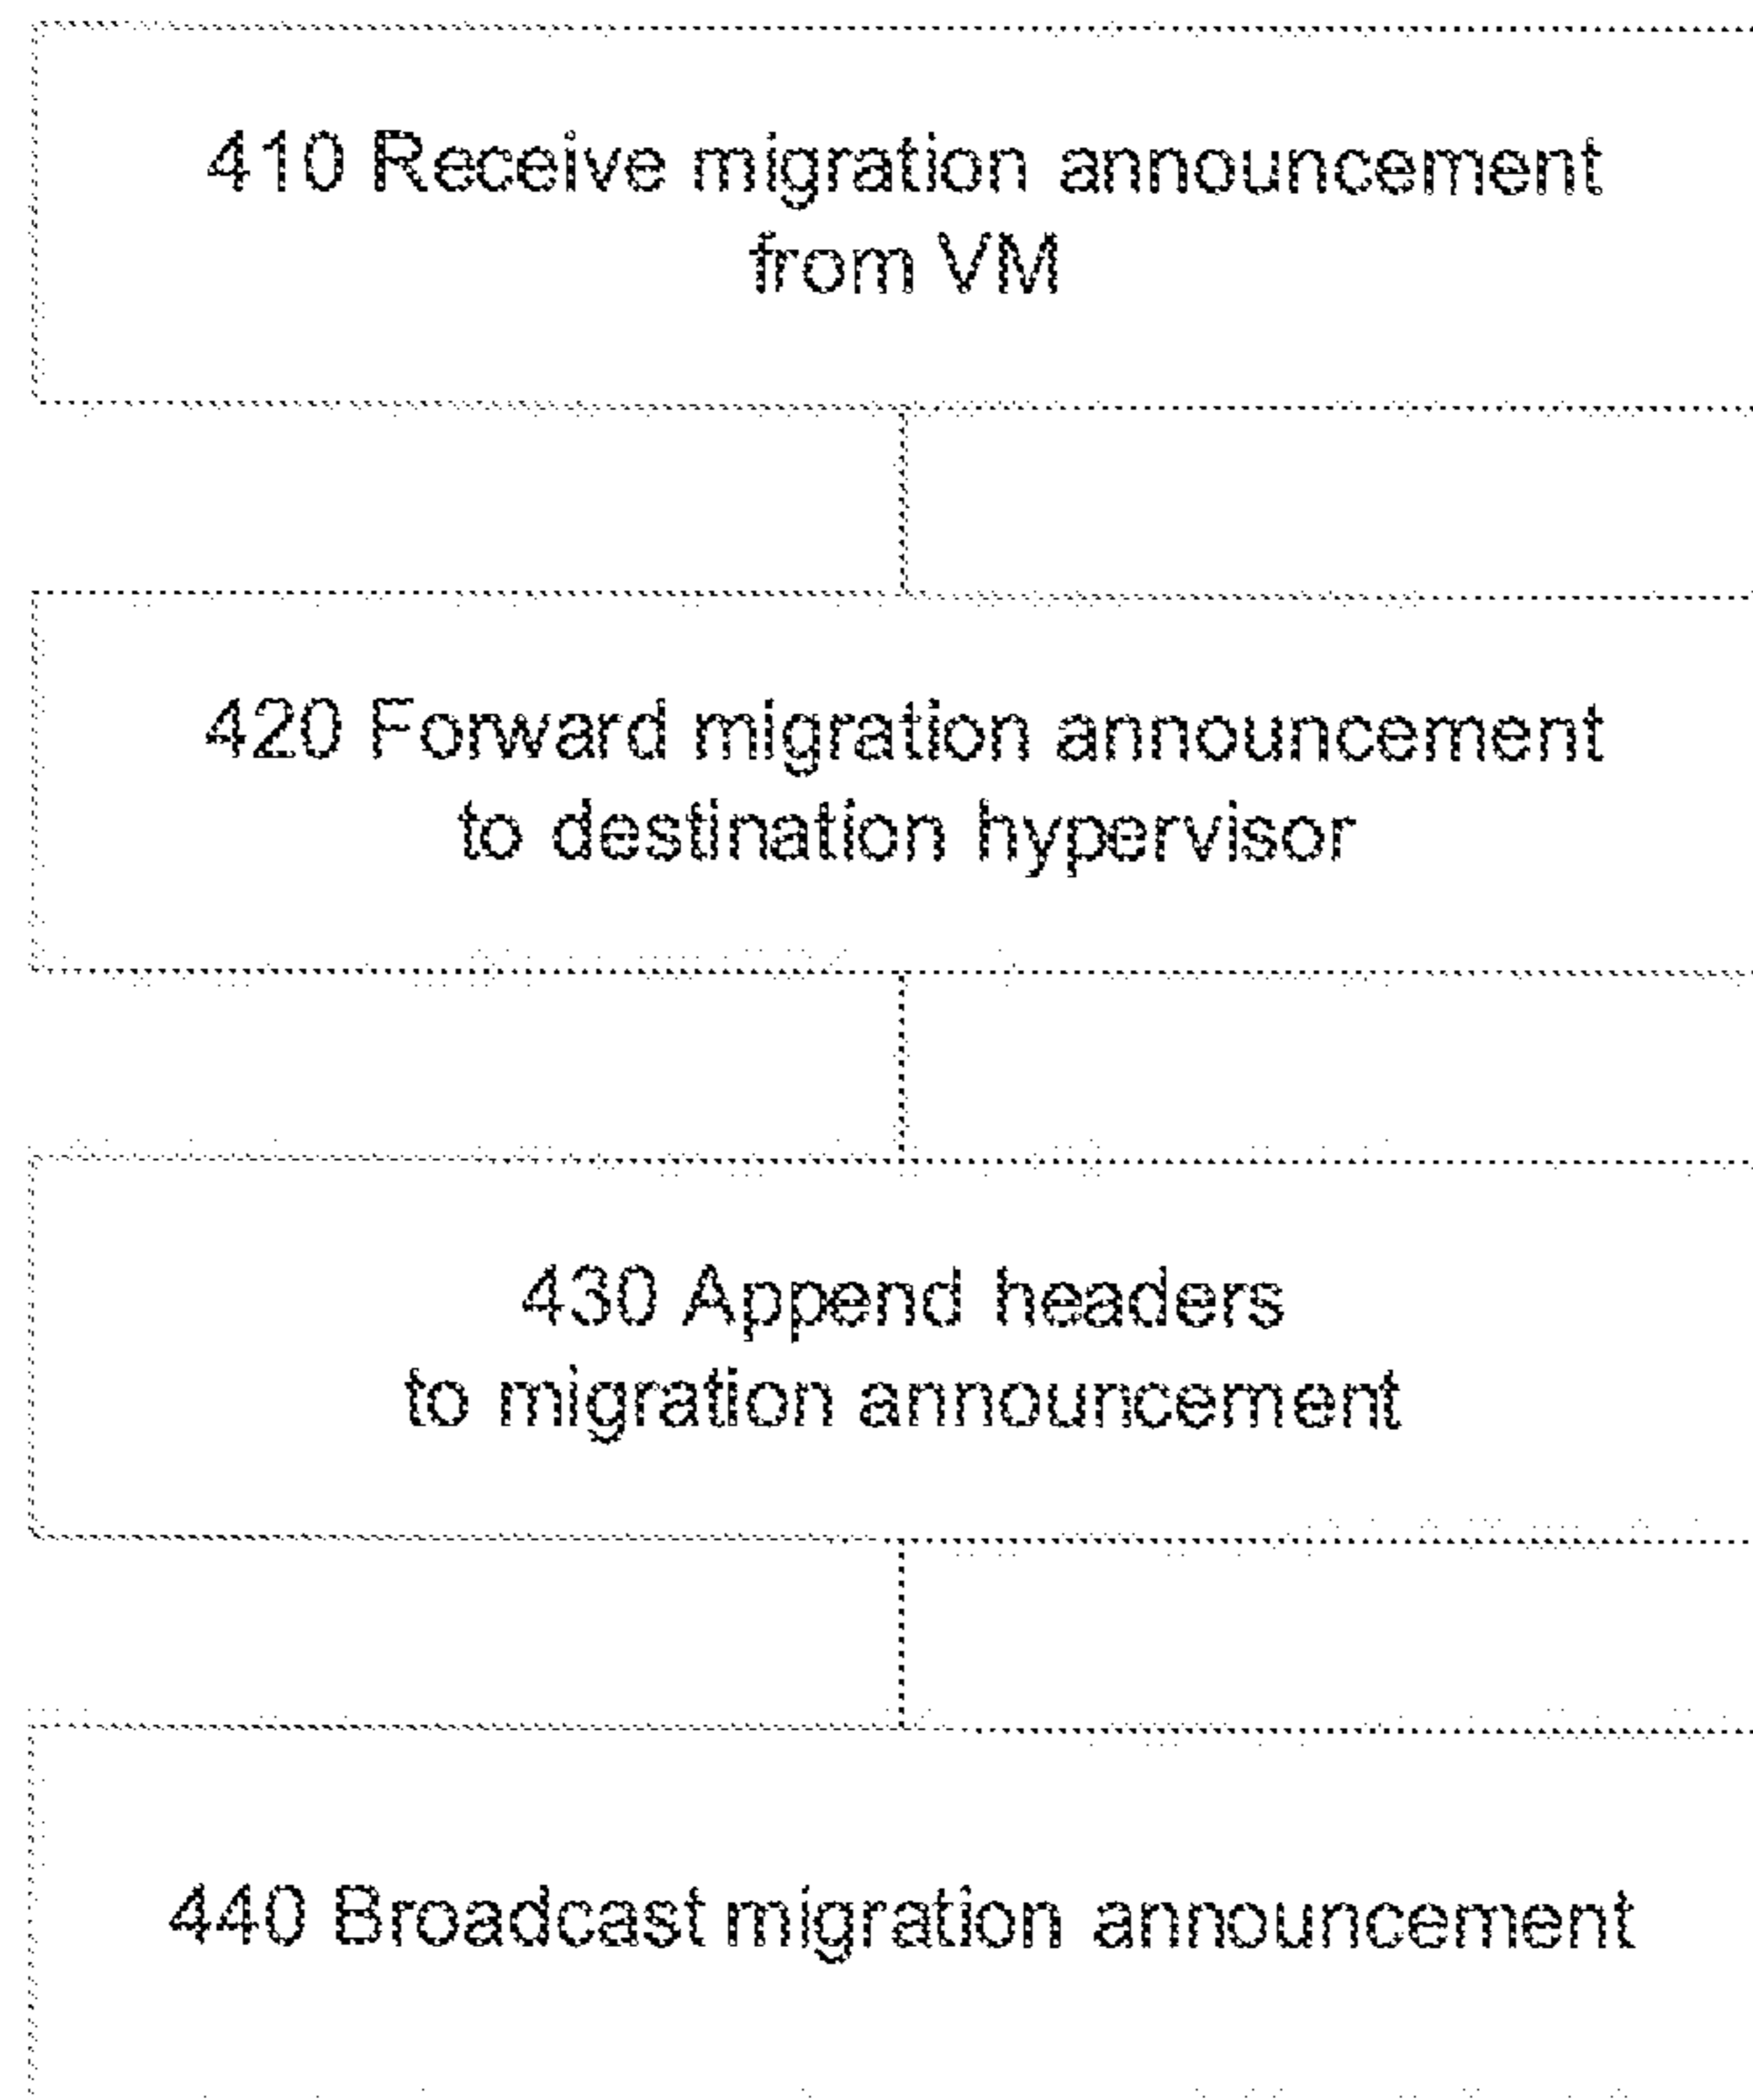 410 Receive migration announcement
from VM
420 Forward migration announcement
to destination hypervisor
430 Append headers
to migration announcement
440 Broadcast migration announcement